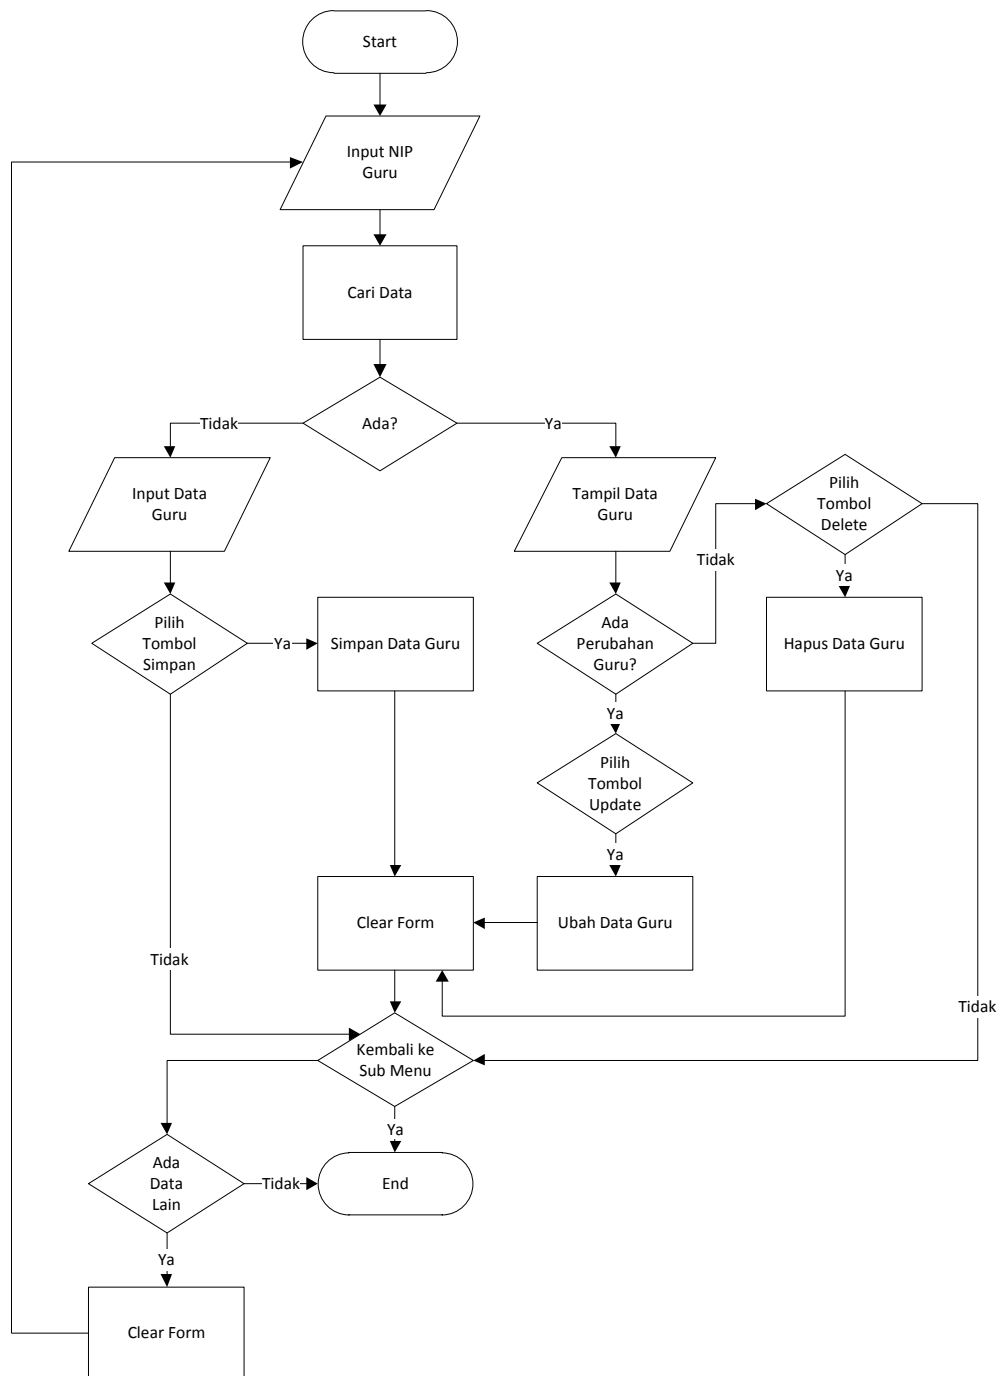 Start
Input NIP
Guru
Cari Data
Ada?
Tidak
Ya
Input Data
Guru
Tampil Data
Guru
Pilih
Tombol
Delete
Tidak
Ya
Pilih
Tombol
Simpan
Ya
Simpan Data Guru
Ada
Perubahan
Guru?
Hapus Data Guru
Ya
Pilih
Tombol
Update
Ya
Clear Form
Ubah Data Guru
Tidak
Tidak
Kembali ke
Sub Menu
Ya
Ada
Data
Lain
Tidak
End
Ya
Clear Form